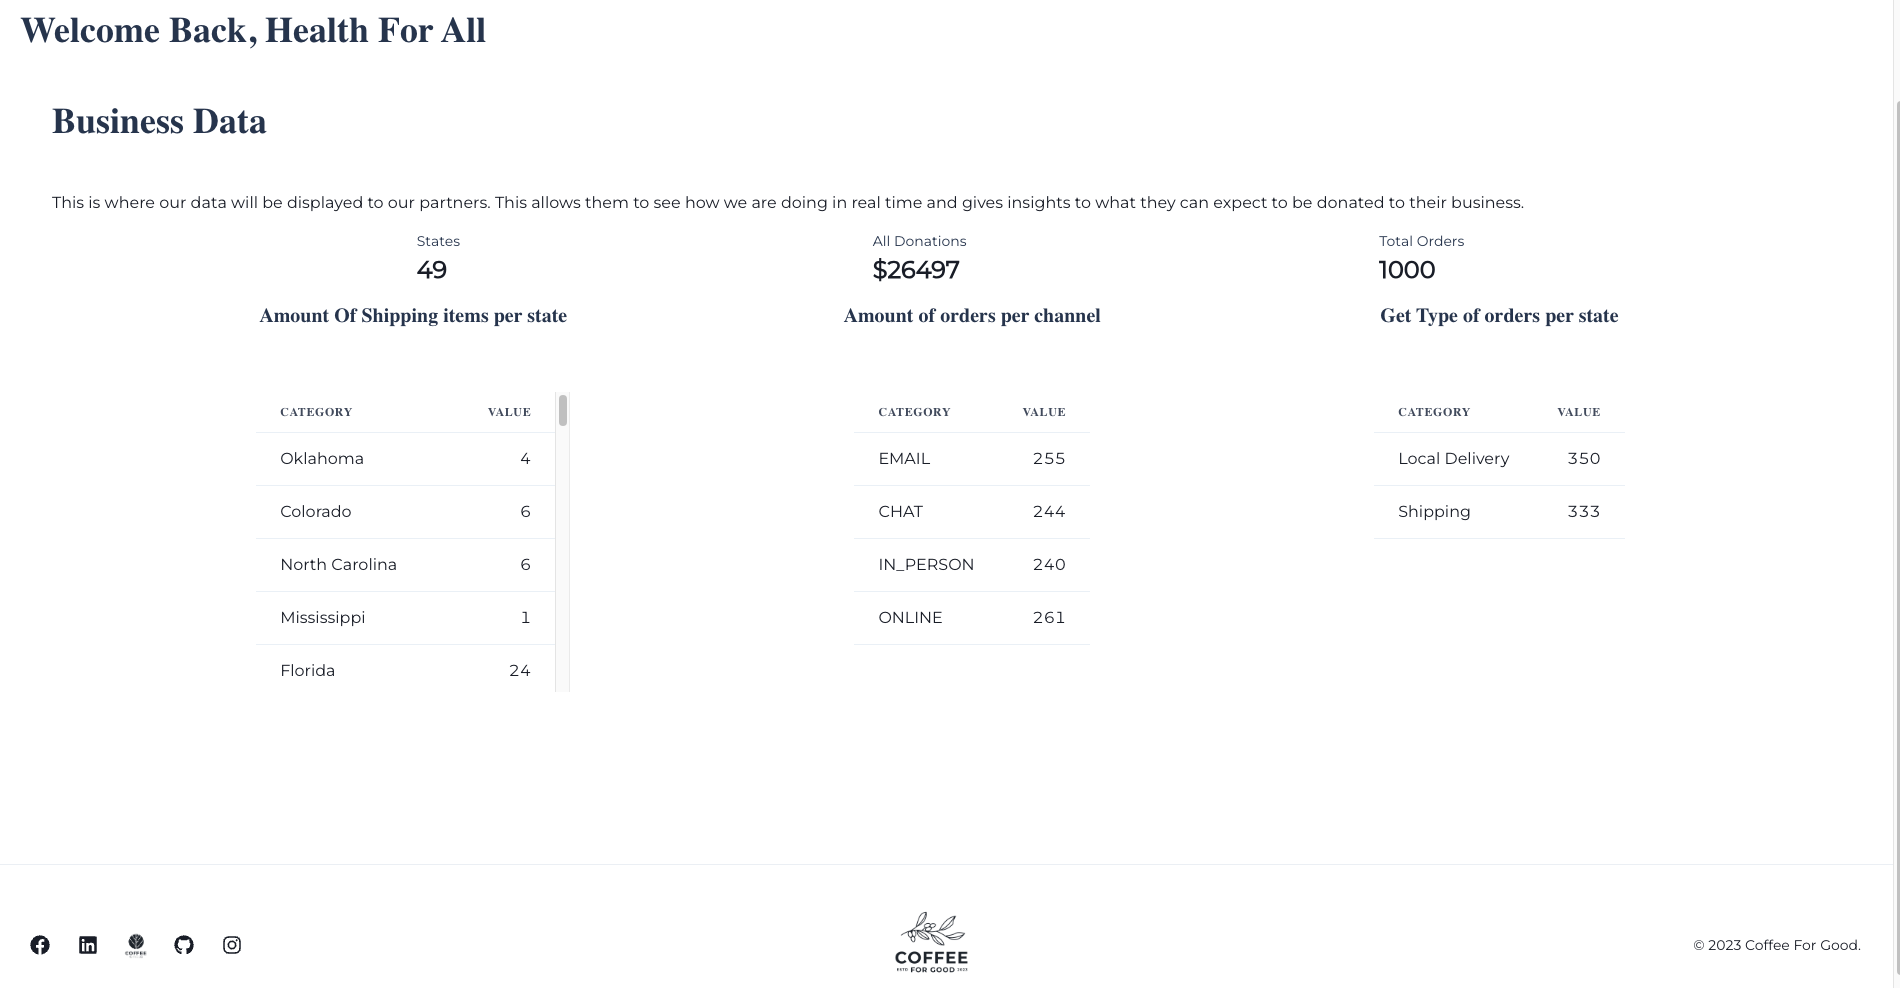 Welcome Back, Health For All
Business Data
This is where our data will be displayed to our partners. This allows them to see how we are doing in real time and gives insights to what they can expect to be donated to their business.
States
49
All Donations
$26497
Total Orders
1000
Amount Of Shipping items per state
CATEGORY VALUE
Oklahoma 4
Colorado 6
North Carolina 6
Mississippi 1
Florida 24
Amount of orders per channel
CATEGORY VALUE
EMAIL 255
CHAT 244
IN_PERSON 240
ONLINE 261
Get Type of orders per state
CATEGORY VALUE
Local Delivery 350
Shipping 333
COFFEE
COFFEE
ESTD FOR GOOD 2023
© 2023 Coffee For Good.